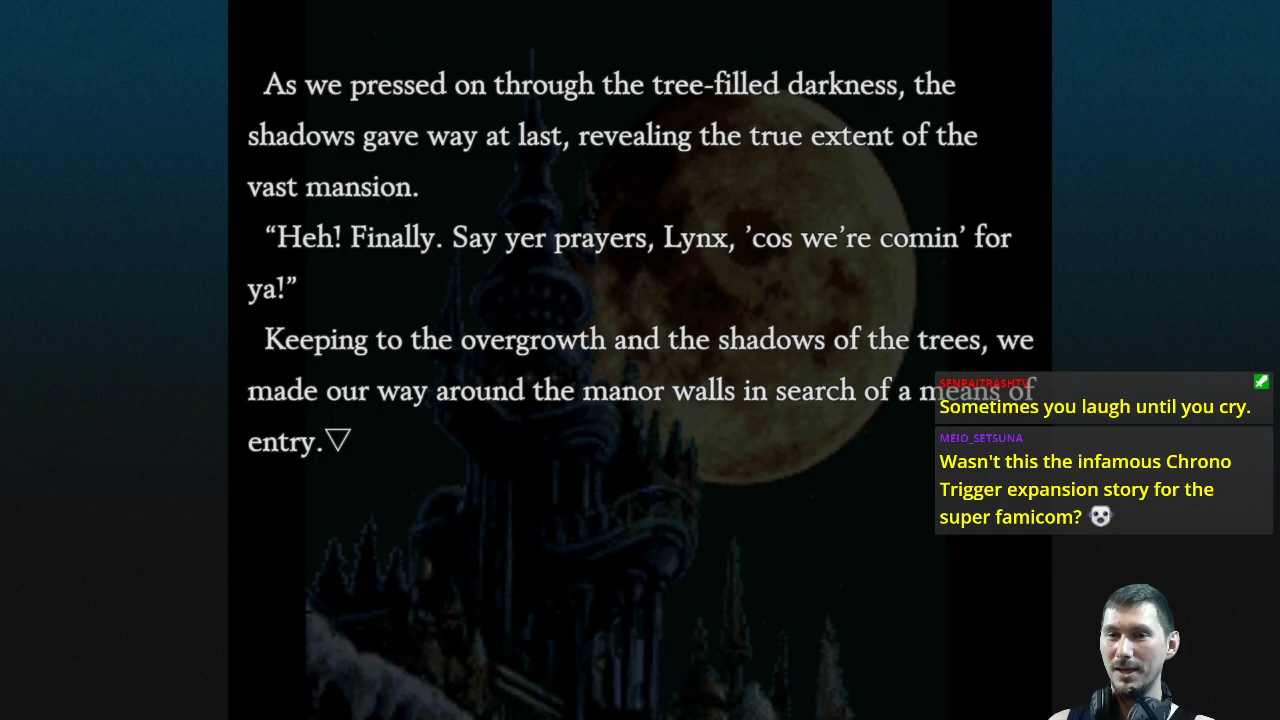 As we pressed on through the tree-filled darkness, the
shadows gave way at last, revealing the true extent of the
vast mansion.
“Heh! Finally. Say yer prayers, Lynx, ’cos we’re comin’ for
ya!”
Keeping to the overgrowth and the shadows of the trees, we
made our way around the manor walls in search of a means of
entry.▽
SENPAITRASHTV
Sometimes you laugh until you cry.
MEIO_SETSUNA
Wasn't this the infamous Chrono
Trigger expansion story for the
super famicom?